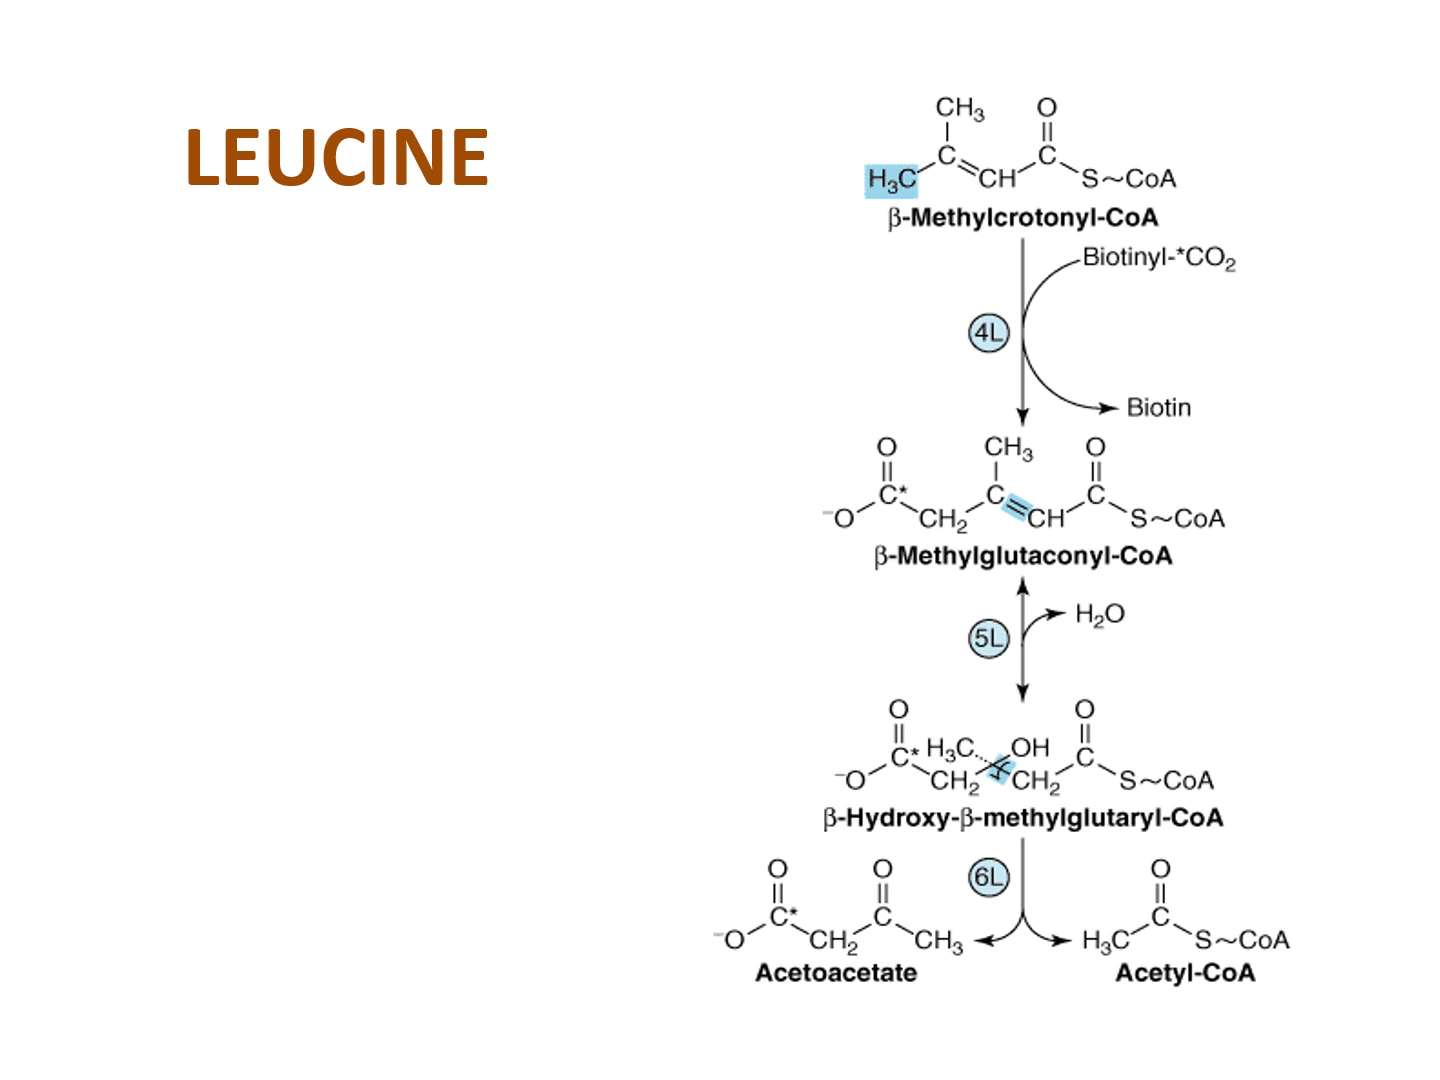 LEUCINE
CH₃ O
H₃C C CH C S~CoA
β-Methylcrotonyl-CoA
Biotinyl-*CO₂
4L
Biotin
O CH₃ O
⁻O C* CH₂ C CH C S~CoA
β-Methylglutaconyl-CoA
H₂O
5L
O O
C* H₃C OH C
⁻O CH₂ CH₂ S~CoA
β-Hydroxy-β-methylglutaryl-CoA
6L
O O O
⁻O C* CH₂ C CH₃ H₃C C S~CoA
Acetoacetate Acetyl-CoA